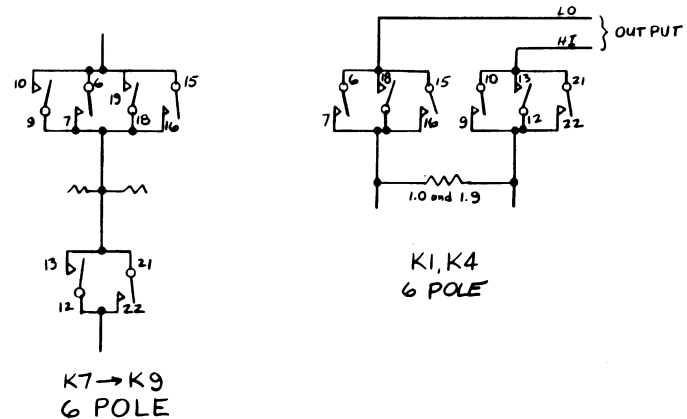 LO
HI
OUTPUT
10 6 19 15
9 7 18 16
13 21
12 22
K7→K9
6 POLE
6 18 15 10 13 21
7 16 9 12 22
1.0 and 1.9
K1, K4
6 POLE